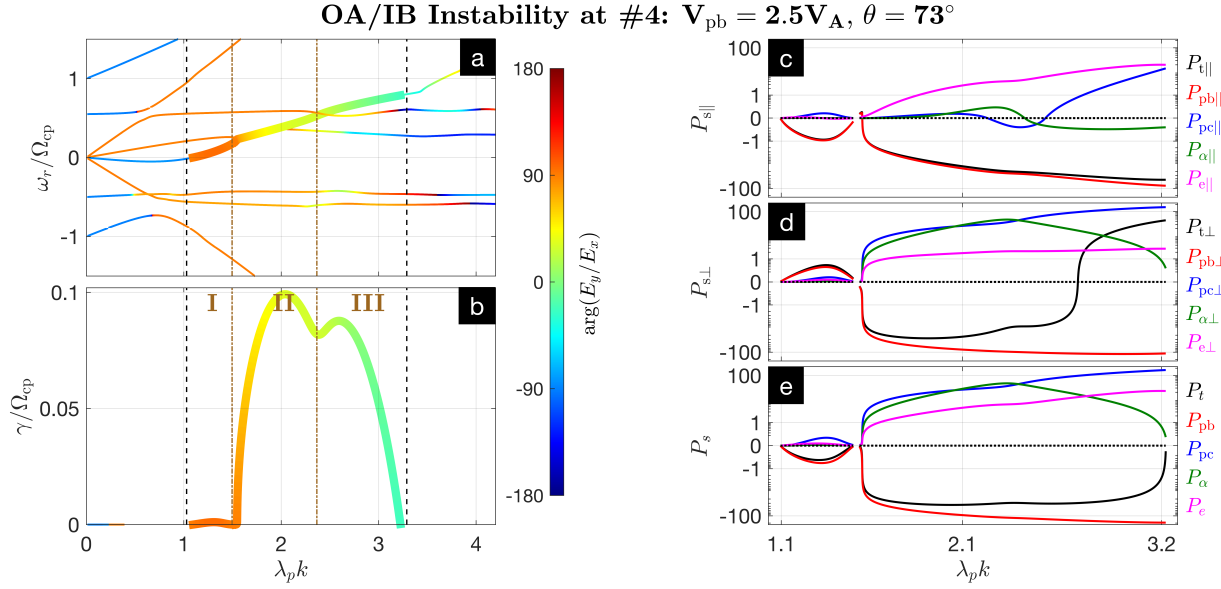 OA/IB Instability at #4: V_pb = 2.5V_A, θ = 73°
a
1
0
-1
ω_r/Ω_cp
b
I
II
III
0.1
0.05
0
γ/Ω_cp
0
1
2
3
4
λ_p k
180
90
0
-90
-180
arg(E_y/E_x)
c
100
1
0
-1
-100
P_s||
P_t||
P_pb||
P_pc||
P_α||
P_e||
d
100
1
0
-1
-100
P_s⊥
P_t⊥
P_pb⊥
P_pc⊥
P_α⊥
P_e⊥
e
100
1
0
-1
-100
P_s
P_t
P_pb
P_pc
P_α
P_e
1.1
2.1
3.2
λ_p k